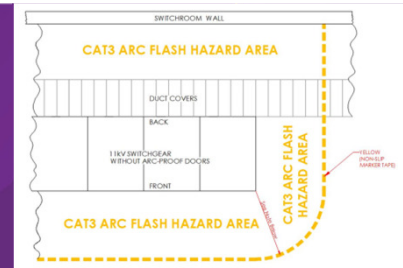 SWITCHROOM WALL
CAT3 ARC FLASH HAZARD AREA
DUCT COVERS
BACK
11kV SWITCHGEAR
WITHOUT ARC-PROOF DOORS
FRONT
CAT3 ARC FLASH
HAZARD AREA
YELLOW
(NON-SLIP
MARKER TAPE)
CAT3 ARC FLASH HAZARD AREA